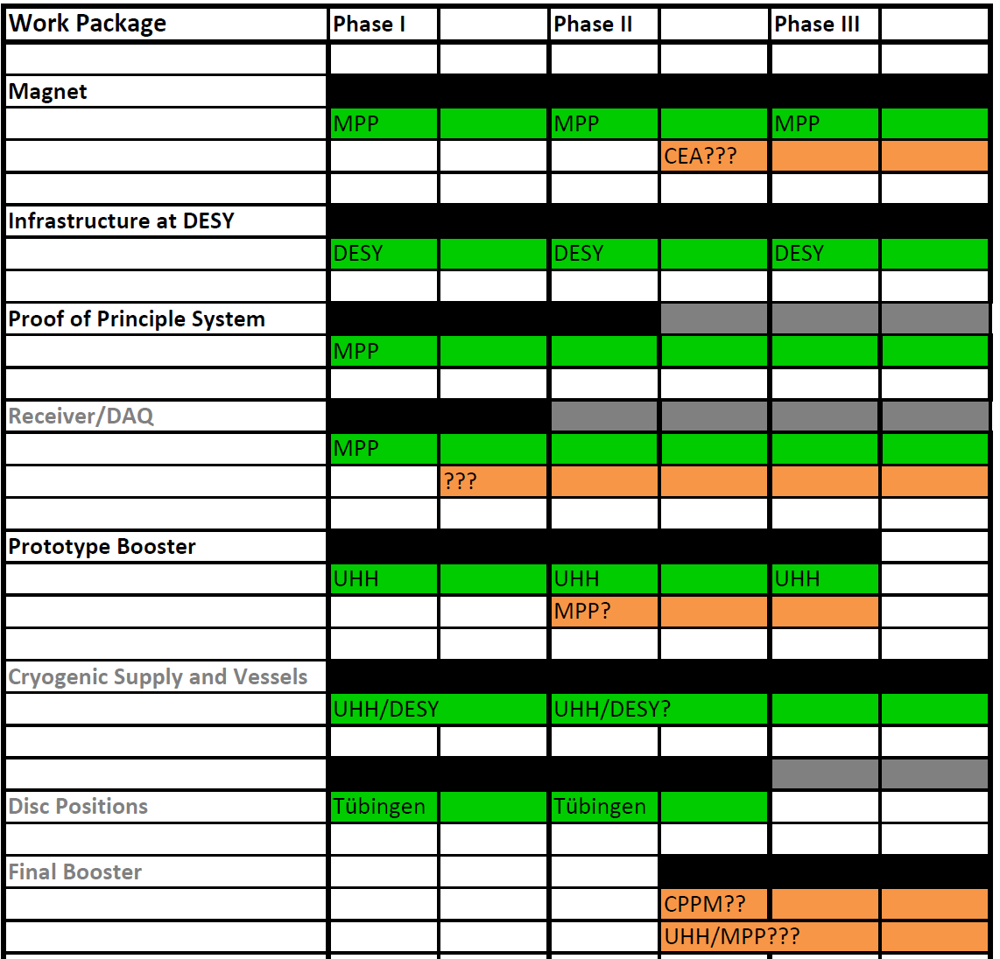 Work Package Phase I Phase II Phase III
Magnet
MPP MPP MPP
CEA???
Infrastructure at DESY
DESY DESY DESY
Proof of Principle System
MPP
Receiver/DAQ
MPP
???
Prototype Booster
UHH UHH UHH
MPP?
Cryogenic Supply and Vessels
UHH/DESY UHH/DESY?
Disc Positions Tübingen Tübingen
Final Booster
CPPM??
UHH/MPP???